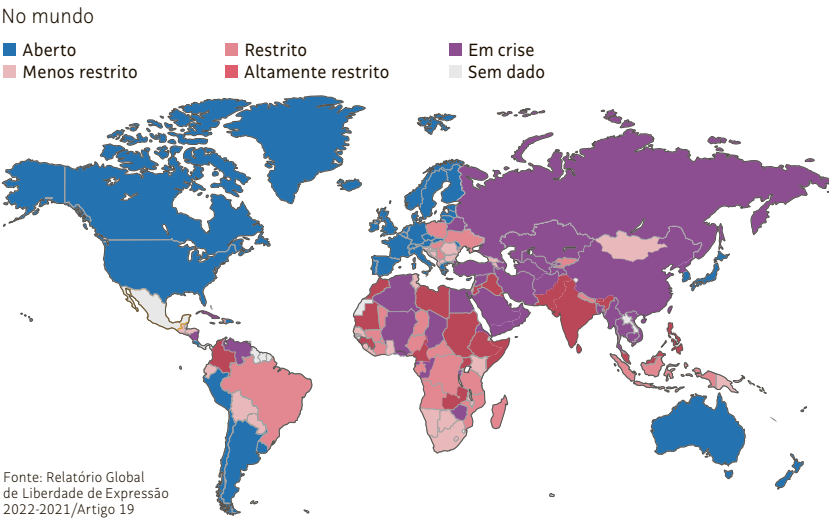 No mundo
Aberto
Restrito
Em crise
Menos restrito
Altamente restrito
Sem dado
Fonte: Relatório Global
de Liberdade de Expressão
2022-2021/Artigo 19